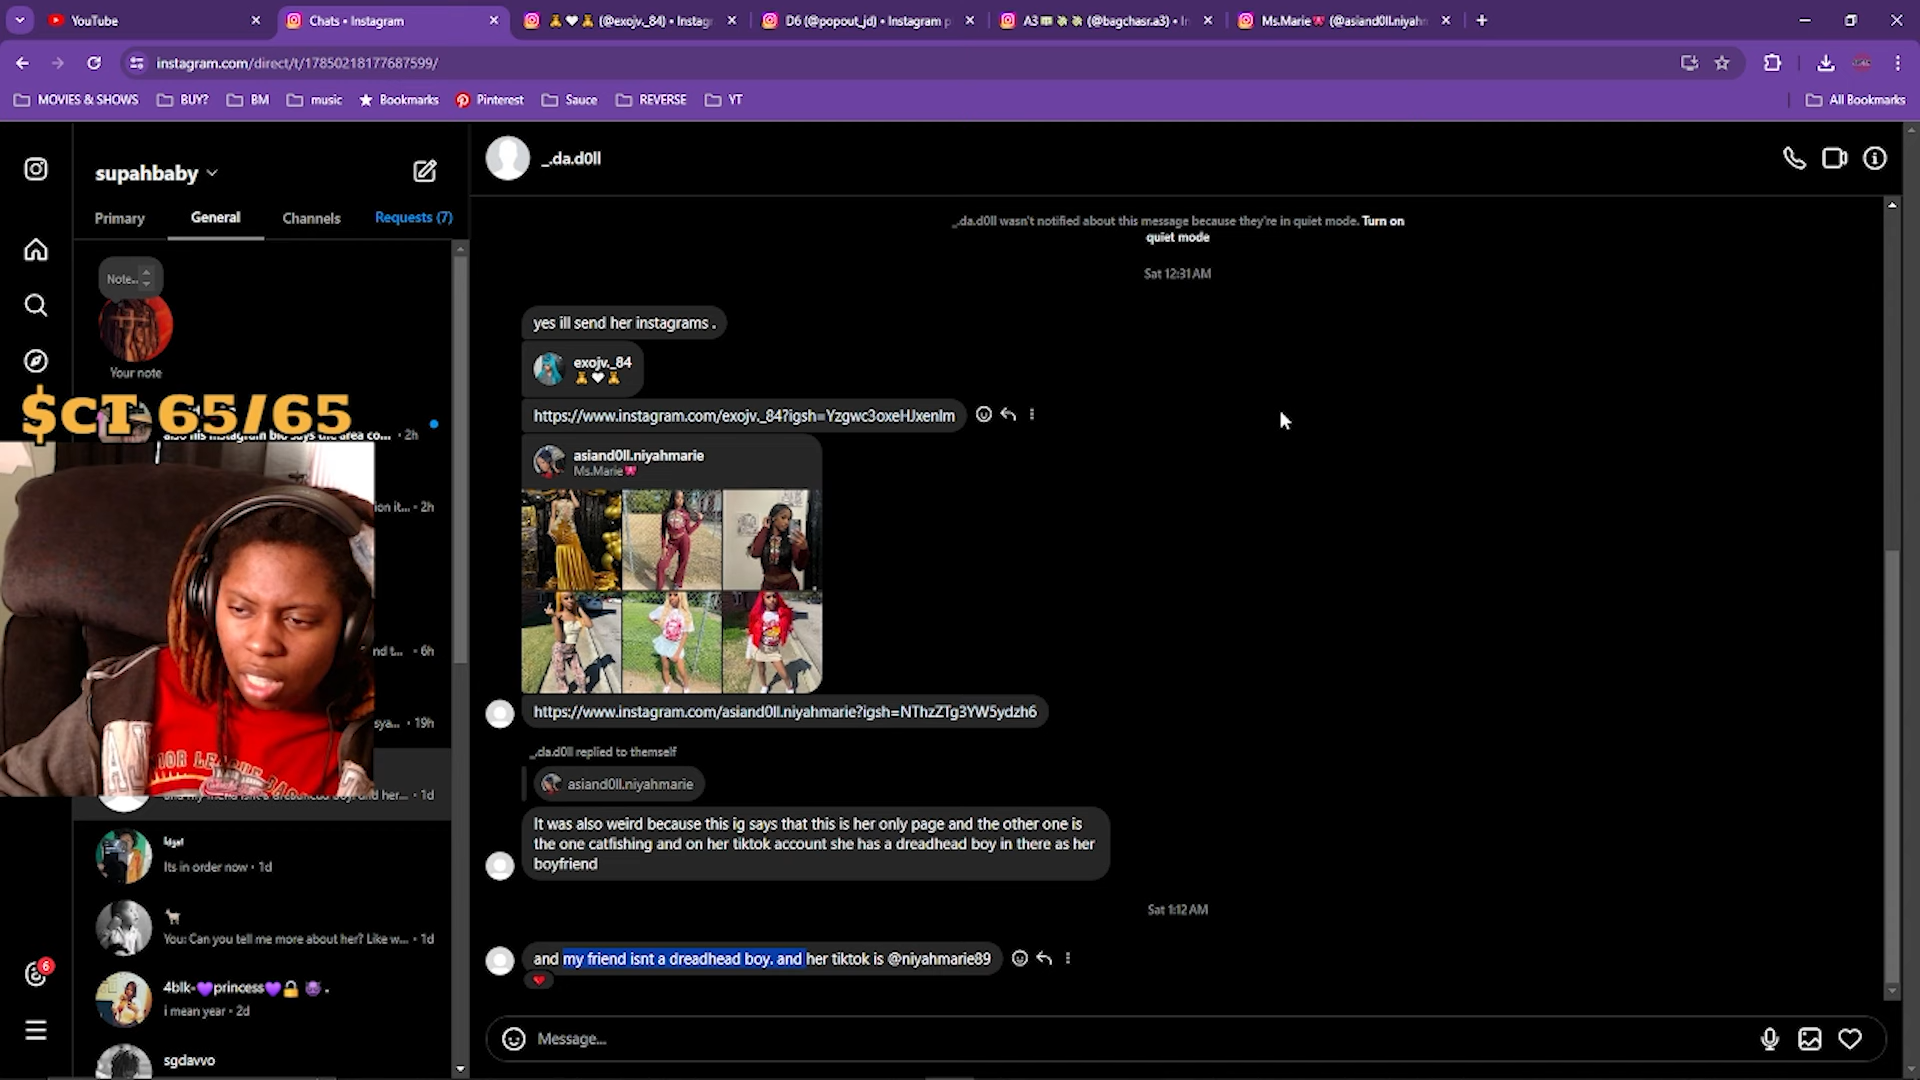 YouTube
Chats • Instagram
🧸🤍🧸 (@exojv._84) • Instag
D6 (@popout_jd) • Instagram p
(@bagchasr.a3) • In
Ms.Marie🎀 (@asiand0ll.niyahm
instagram.com/direct/t/17850218177687599/
MOVIES & SHOWS
BUY?
BM
music
Bookmarks
Pinterest
Sauce
REVERSE
YT
All Bookmarks
supahbaby
Primary
General
Channels
Requests (7)
Note...
Your note
$cT 65/65
also his instagram bio says the area co... • 2h
ion it... • 2h
nd t... • 6h
sya... • 19h
and my friend isnt a dreadhead boy. and her... • 1d
Its in order now • 1d
🐐
You: Can you tell me more about her? Like w... • 1d
6
4blk-💜princess💜🔒😈.
i mean year • 2d
sgdavvo
_.da.d0ll
_.da.d0ll wasn't notified about this message because they're in quiet mode. Turn on
quiet mode
Sat 12:31 AM
yes ill send her instagrams .
exojv._84
🧸🤍🧸
https://www.instagram.com/exojv._84?igsh=Yzgwc3oxeHJxenlm
asiand0ll.niyahmarie
Ms.Marie🎀
https://www.instagram.com/asiand0ll.niyahmarie?igsh=NThzZTg3YW5ydzh6
_.da.d0ll replied to themself
asiand0ll.niyahmarie
It was also weird because this ig says that this is her only page and the other one is
the one catfishing and on her tiktok account she has a dreadhead boy in there as her
boyfriend
Sat 1:12 AM
and my friend isnt a dreadhead boy. and her tiktok is @niyahmarie89
❤️
Message...